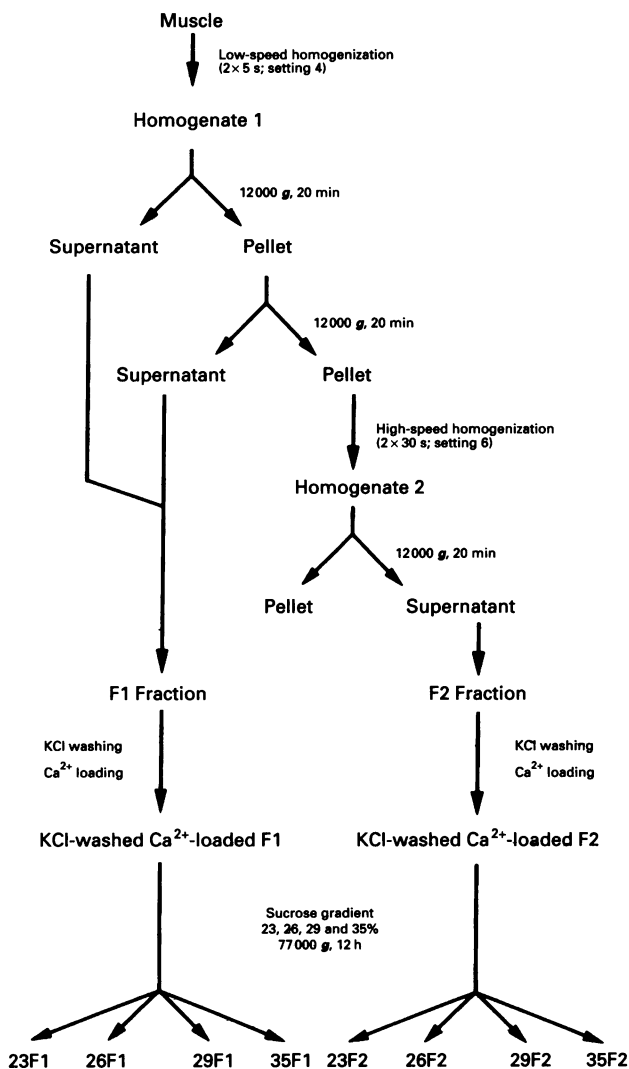 Muscle
Low-speed homogenization
(2× 5 s; setting 4)
Homogenate 1
12000 g, 20 min
Supernatant
Pellet
12000 g, 20 min
Supernatant
Pellet
High-speed homogenization
(2× 30 s; setting 6)
Homogenate 2
12000 g, 20 min
Pellet
Supernatant
F1 Fraction
F2 Fraction
KCl washing
Ca²⁺ loading
KCl washing
Ca²⁺ loading
KCl-washed Ca²⁺-loaded F1
KCl-washed Ca²⁺-loaded F2
Sucrose gradient
23, 26, 29 and 35%
77000 g, 12 h
23F1 26F1 29F1 35F1 23F2 26F2 29F2 35F2